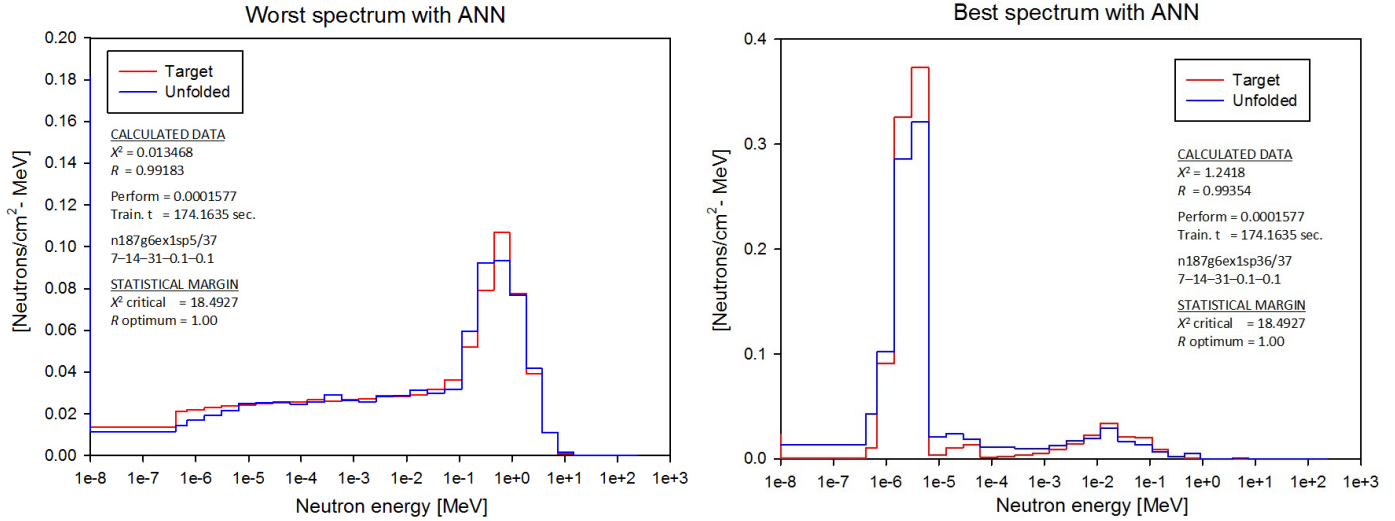 Worst spectrum with ANN
[Neutrons/cm² - MeV]
0.20
0.18
0.16
0.14
0.12
0.10
0.08
0.06
0.04
0.02
0.00
Target
Unfolded
CALCULATED DATA
X² = 0.013468
R = 0.99183
Perform = 0.0001577
Train. t = 174.1635 sec.
n187g6ex1sp5/37
7–14–31–0.1–0.1
STATISTICAL MARGIN
X² critical = 18.4927
R optimum = 1.00
1e-8 1e-7 1e-6 1e-5 1e-4 1e-3 1e-2 1e-1 1e+0 1e+1 1e+2 1e+3
Neutron energy [MeV]
Best spectrum with ANN
[Neutrons/cm² - MeV]
0.4
0.3
0.2
0.1
0.0
Target
Unfolded
CALCULATED DATA
X² = 1.2418
R = 0.99354
Perform = 0.0001577
Train. t = 174.1635 sec.
n187g6ex1sp36/37
7–14–31–0.1–0.1
STATISTICAL MARGIN
X² critical = 18.4927
R optimum = 1.00
1e-8 1e-7 1e-6 1e-5 1e-4 1e-3 1e-2 1e-1 1e+0 1e+1 1e+2 1e+3
Neutron energy [MeV]